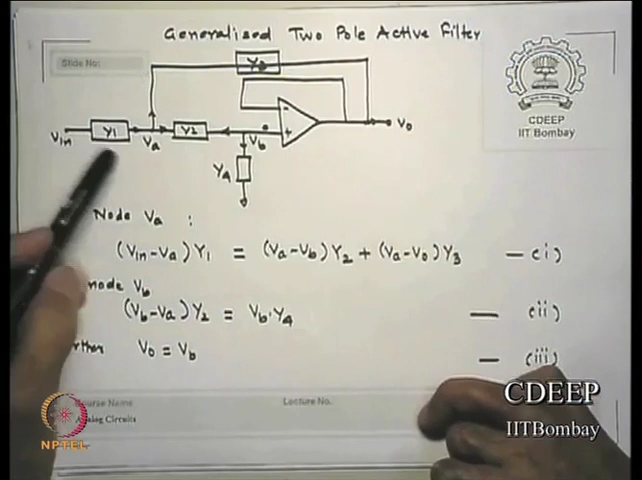 Generalised Two Pole Active Filter
Slide No:
CDEEP
IIT Bombay
Y3
Vin Y1 Va Y2 Vb - + Vo
Y4
Node Va :
(Vin-Va)Y1 = (Va-Vb)Y2 + (Va-Vo)Y3 — (i)
node Vb
(Vb-Va)Y2 = Vb.Y4 — (ii)
Vo = Vb — (iii)
Course Name
Lecture No.
Analog Circuits
NPTEL
CDEEP
IIT Bombay